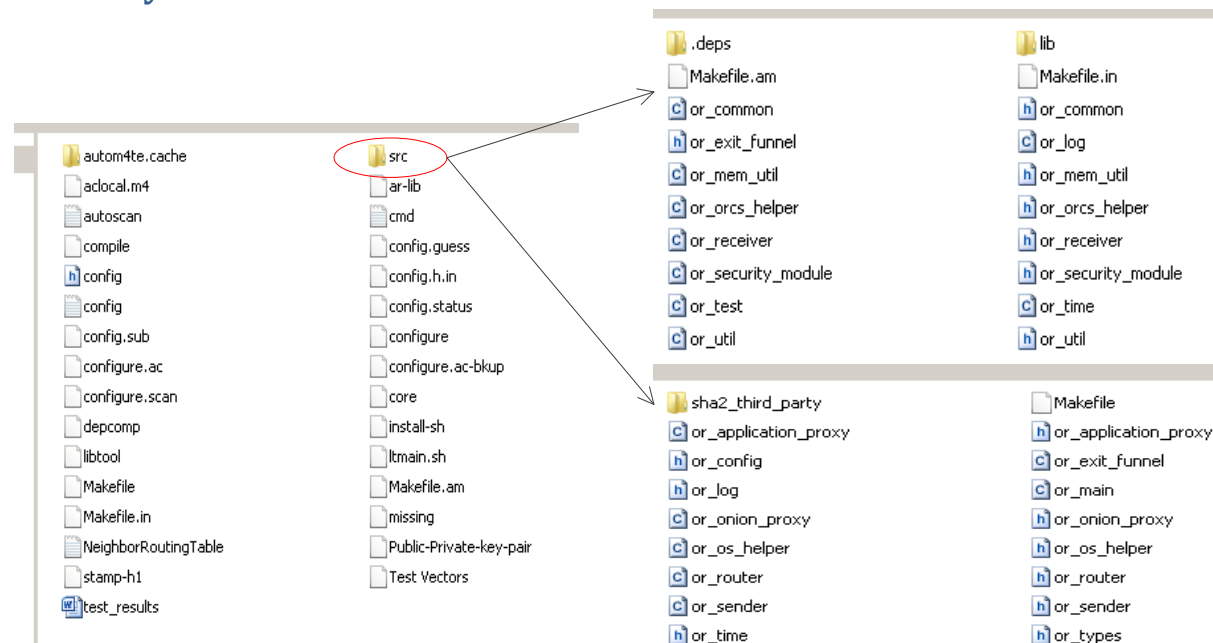 autom4te.cache
src
aclocal.m4
ar-lib
autoscan
cmd
compile
config.guess
config
config.h.in
config
config.status
config.sub
configure
configure.ac
configure.ac-bkup
configure.scan
core
depcomp
install-sh
libtool
ltmain.sh
Makefile
Makefile.am
Makefile.in
missing
NeighborRoutingTable
Public-Private-key-pair
stamp-h1
Test Vectors
test_results
.deps
lib
Makefile.am
Makefile.in
or_common
or_common
or_exit_funnel
or_log
or_mem_util
or_mem_util
or_orcs_helper
or_orcs_helper
or_receiver
or_receiver
or_security_module
or_security_module
or_test
or_time
or_util
or_util
sha2_third_party
Makefile
or_application_proxy
or_application_proxy
or_config
or_exit_funnel
or_log
or_main
or_onion_proxy
or_onion_proxy
or_os_helper
or_os_helper
or_router
or_router
or_sender
or_sender
or_time
or_types